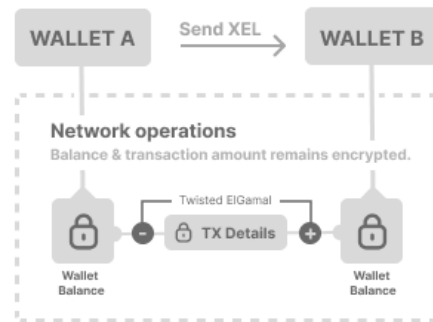 WALLET A
Send XEL
WALLET B
Network operations
Balance & transaction amount remains encrypted.
Twisted ElGamal
- TX Details +
Wallet
Balance
Wallet
Balance